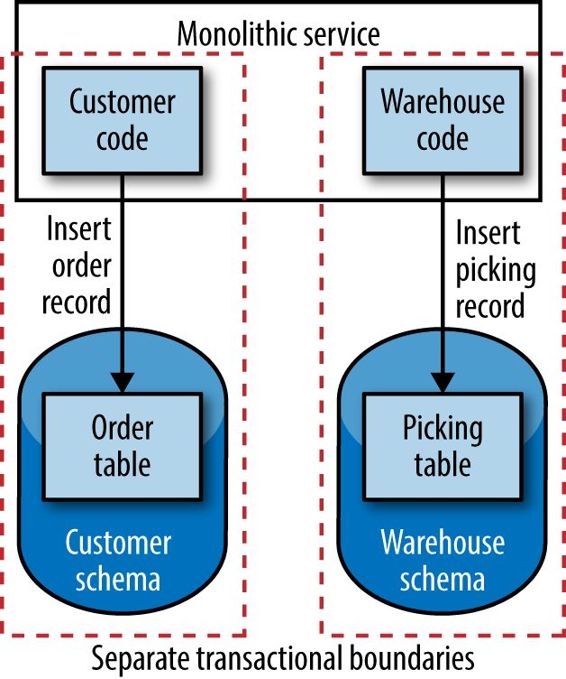 Monolithic service
Customer
code
Warehouse
code
Insert
order
record
Insert
picking
record
Order
table
Picking
table
Customer
schema
Warehouse
schema
Separate transactional boundaries